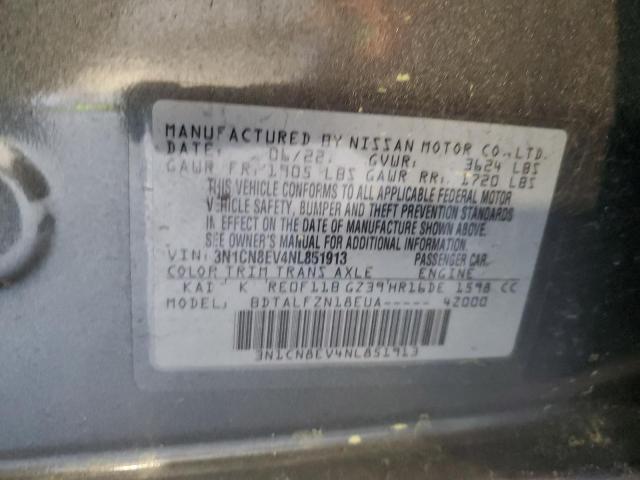 MANUFACTURED BY NISSAN MOTOR CO., LTD.
DATE: 06/22. GVWR: 3624 LBS
GAWR FR: 1905 LBS GAWR RR: 1720 LBS
THIS VEHICLE CONFORMS TO ALL APPLICABLE FEDERAL MOTOR
VEHICLE SAFETY, BUMPER AND THEFT PREVENTION STANDARDS
IN EFFECT ON THE DATE OF MANUFACTURE SHOWN ABOVE.
SEE OWNER'S MANUAL FOR ADDITIONAL INFORMATION
VIN: 3N1CN8EV4NL851913 PASSENGER CAR
COLOR TRIM TRANS AXLE ENGINE
KAI K RE0F11B GZ39 HR16DE 1598 CC
MODEL: BDTALFZN18EUA----- 42000
3N1CN8EV4NL851913